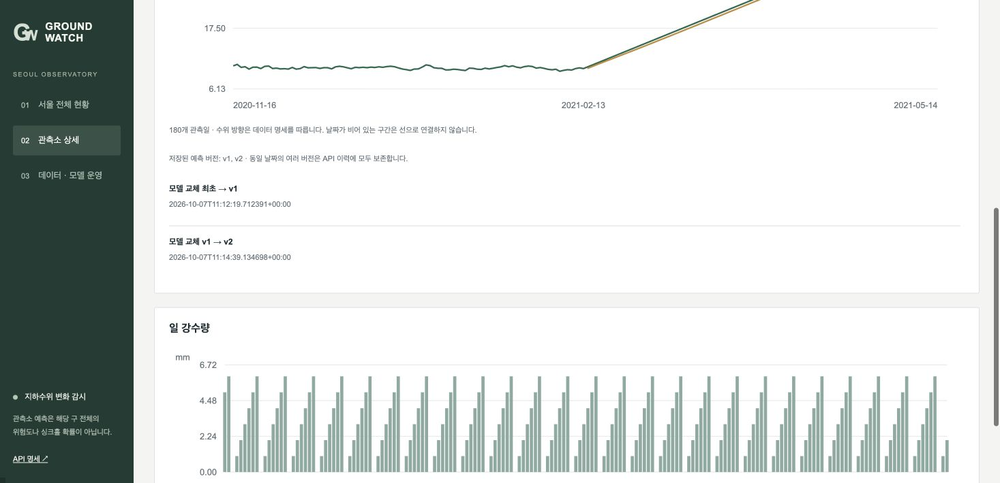 GW
GROUND
WATCH
SEOUL OBSERVATORY
01 서울 전체 현황
02 관측소 상세
03 데이터 · 모델 운영
지하수위 변화 감시
관측소 예측은 해당 구 전체의
위험도나 싱크홀 확률이 아닙니다.
API 명세 ↗
17.50
6.13
2020-11-16 2021-02-13 2021-05-14
180개 관측일 · 수위 방향은 데이터 명세를 따릅니다. 날짜가 비어 있는 구간은 선으로 연결하지 않습니다.
저장된 예측 버전: v1, v2 · 동일 날짜의 여러 버전은 API 이력에 모두 보존합니다.
모델 교체 최초 → v1
2026-10-07T11:12:19.712391+00:00
모델 교체 v1 → v2
2026-10-07T11:14:39.134698+00:00
일 강수량
mm
6.72
4.48
2.24
0.00